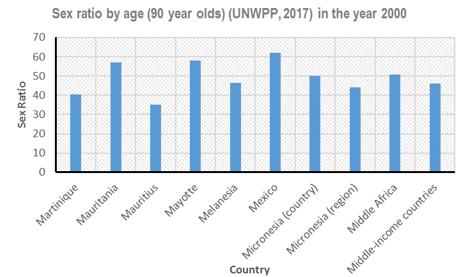 Sex ratio by age (90 year olds) (UNWPP, 2017) in the year 2000
70
60
50
40
30
20
10
0
Sex Ratio
Martinique
Mauritania
Mauritius
Mayotte
Melanesia
Mexico
Micronesia (country)
Micronesia (region)
Middle Africa
Middle-income countries
Country